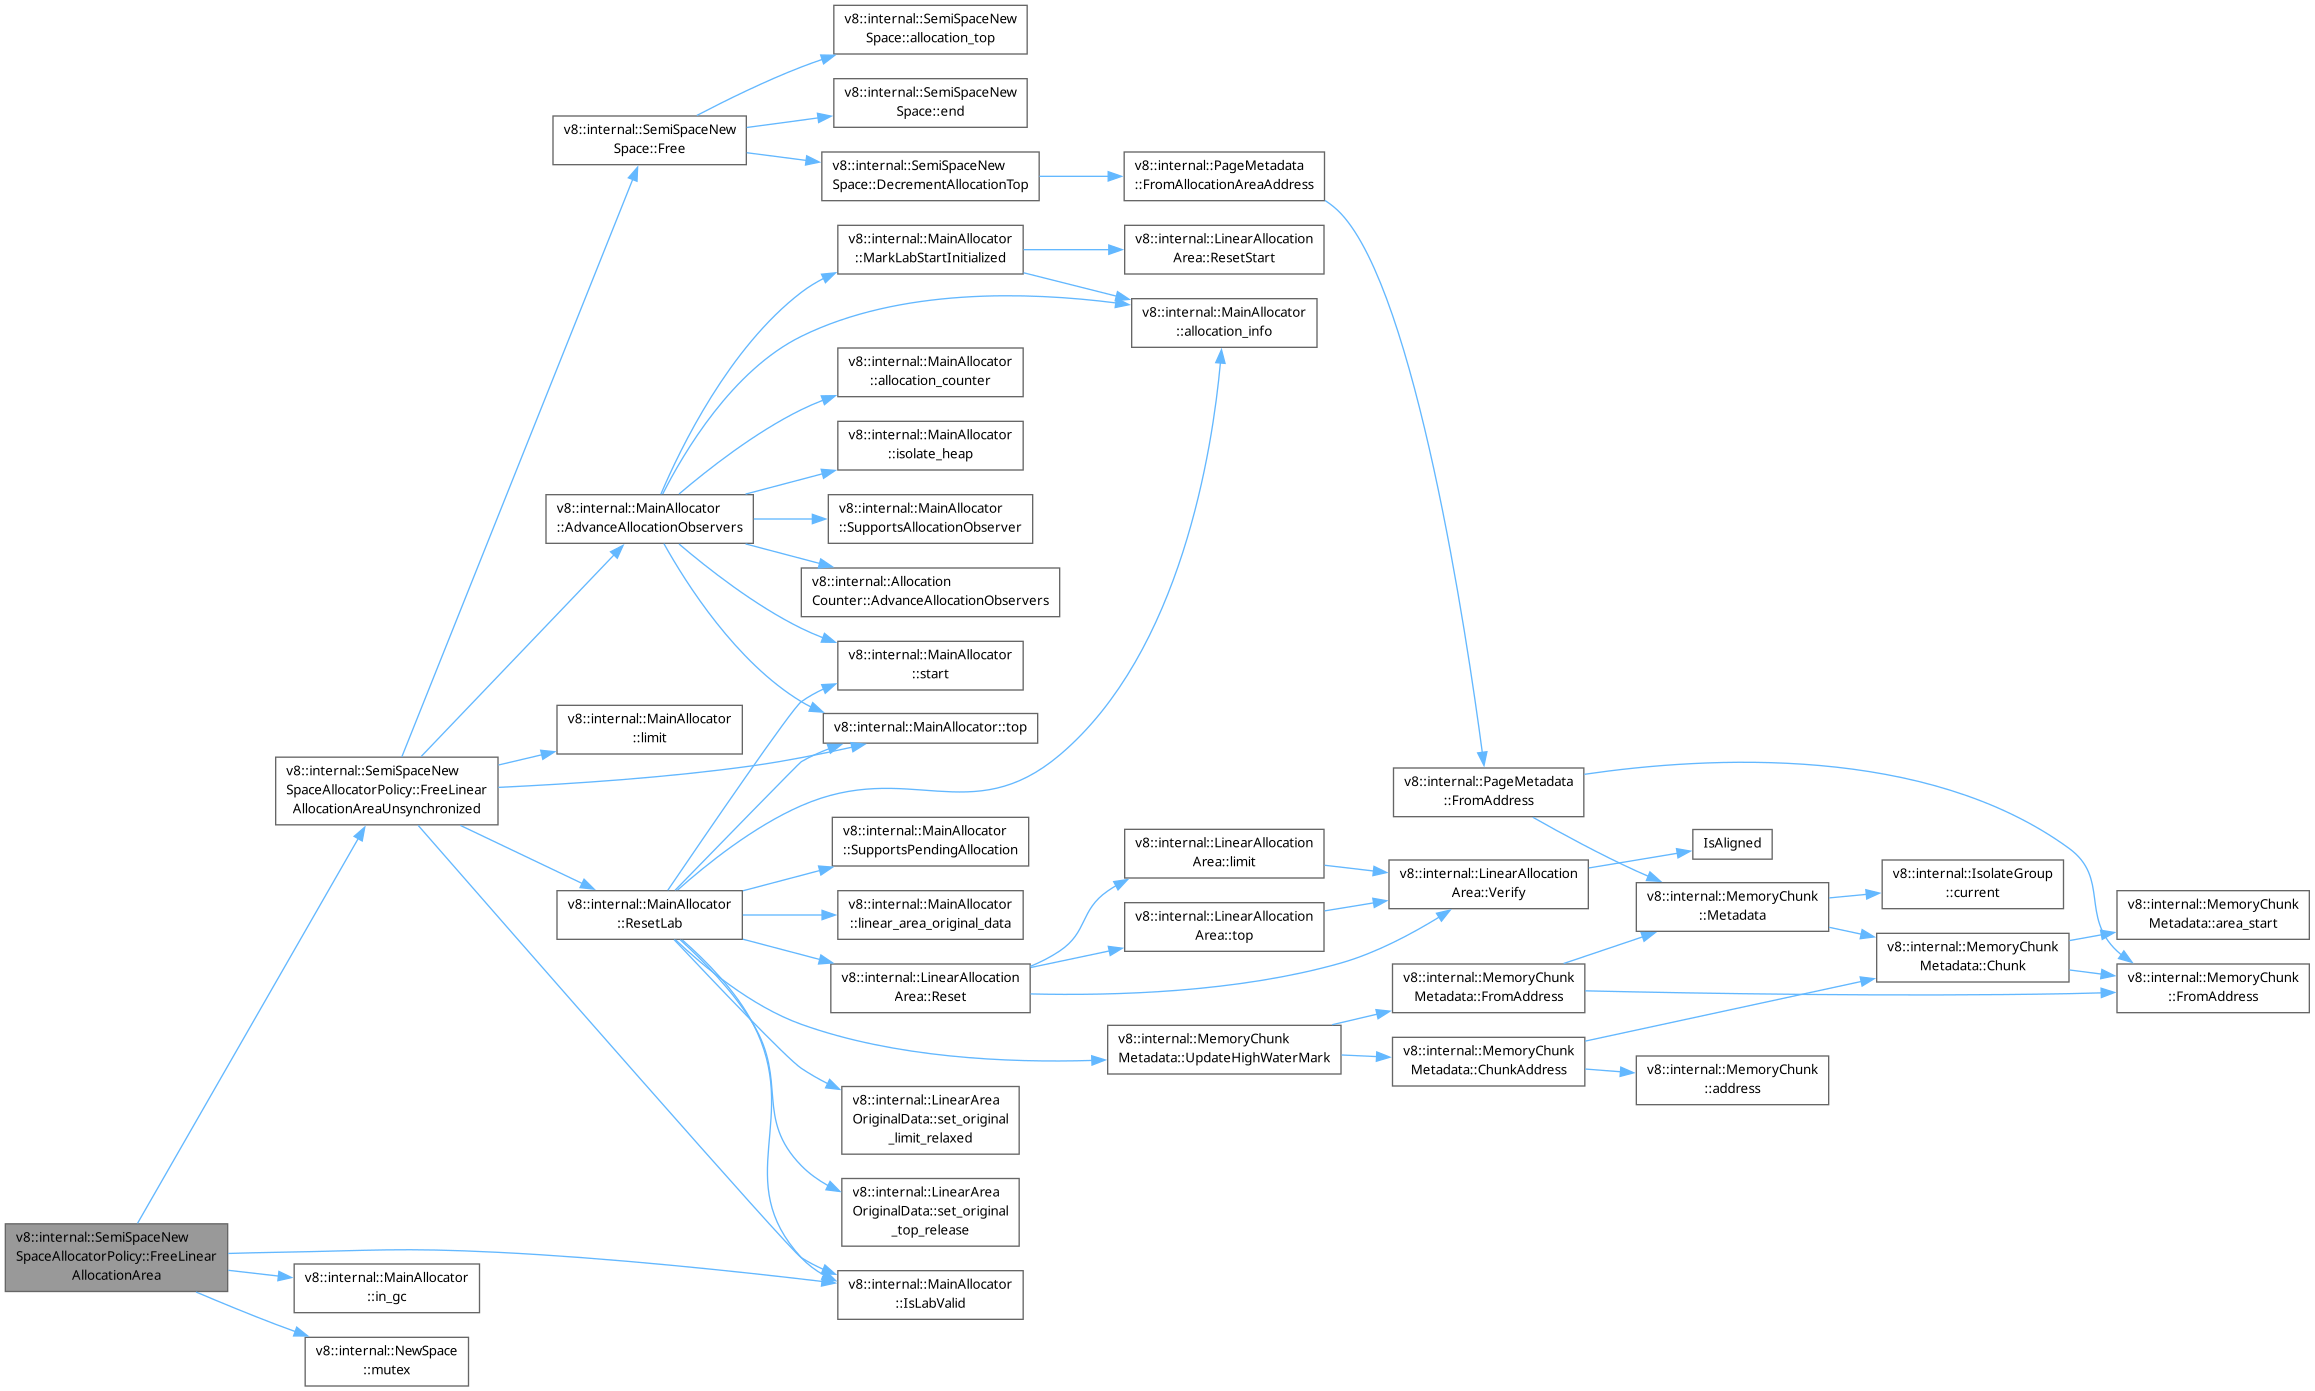 v8::internal::SemiSpaceNew
Space::allocation_top
v8::internal::SemiSpaceNew
Space::end
v8::internal::SemiSpaceNew
Space::Free
v8::internal::SemiSpaceNew
Space::DecrementAllocationTop
v8::internal::PageMetadata
::FromAllocationAreaAddress
v8::internal::MainAllocator
::MarkLabStartInitialized
v8::internal::LinearAllocation
Area::ResetStart
v8::internal::MainAllocator
::allocation_info
v8::internal::MainAllocator
::allocation_counter
v8::internal::MainAllocator
::isolate_heap
v8::internal::MainAllocator
::AdvanceAllocationObservers
v8::internal::MainAllocator
::SupportsAllocationObserver
v8::internal::Allocation
Counter::AdvanceAllocationObservers
v8::internal::MainAllocator
::start
v8::internal::MainAllocator
::limit
v8::internal::MainAllocator::top
v8::internal::SemiSpaceNew
SpaceAllocatorPolicy::FreeLinear
AllocationAreaUnsynchronized
v8::internal::PageMetadata
::FromAddress
v8::internal::MainAllocator
::SupportsPendingAllocation
v8::internal::LinearAllocation
Area::limit
IsAligned
v8::internal::LinearAllocation
Area::Verify
v8::internal::IsolateGroup
::current
v8::internal::MainAllocator
::ResetLab
v8::internal::MainAllocator
::linear_area_original_data
v8::internal::LinearAllocation
Area::top
v8::internal::MemoryChunk
::Metadata
v8::internal::MemoryChunk
Metadata::area_start
v8::internal::MemoryChunk
Metadata::Chunk
v8::internal::LinearAllocation
Area::Reset
v8::internal::MemoryChunk
Metadata::FromAddress
v8::internal::MemoryChunk
::FromAddress
v8::internal::MemoryChunk
Metadata::UpdateHighWaterMark
v8::internal::MemoryChunk
Metadata::ChunkAddress
v8::internal::MemoryChunk
::address
v8::internal::LinearArea
OriginalData::set_original
_limit_relaxed
v8::internal::LinearArea
OriginalData::set_original
_top_release
v8::internal::SemiSpaceNew
SpaceAllocatorPolicy::FreeLinear
AllocationArea
v8::internal::MainAllocator
::in_gc
v8::internal::MainAllocator
::IsLabValid
v8::internal::NewSpace
::mutex